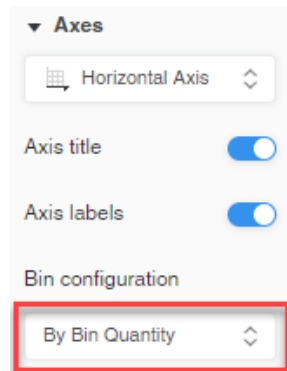 Axes
Horizontal Axis
Axis title
Axis labels
Bin configuration
By Bin Quantity